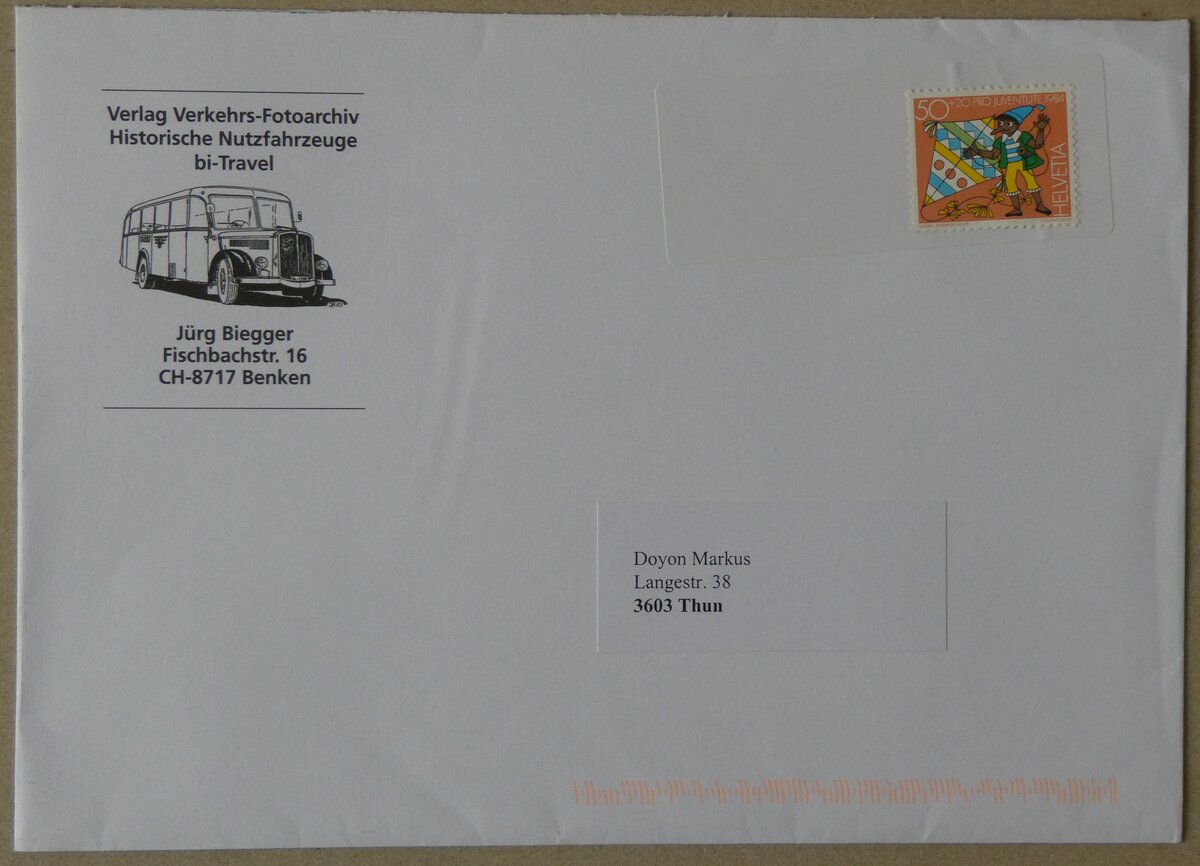 Verlag Verkehrs-Fotoarchiv
Historische Nutzfahrzeuge
bi-Travel
Jürg Biegger
Fischbachstr. 16
CH-8717 Benken
50+20 PRO JUVENTUTE 1984
HELVETIA
Doyon Markus
Langestr. 38
3603 Thun